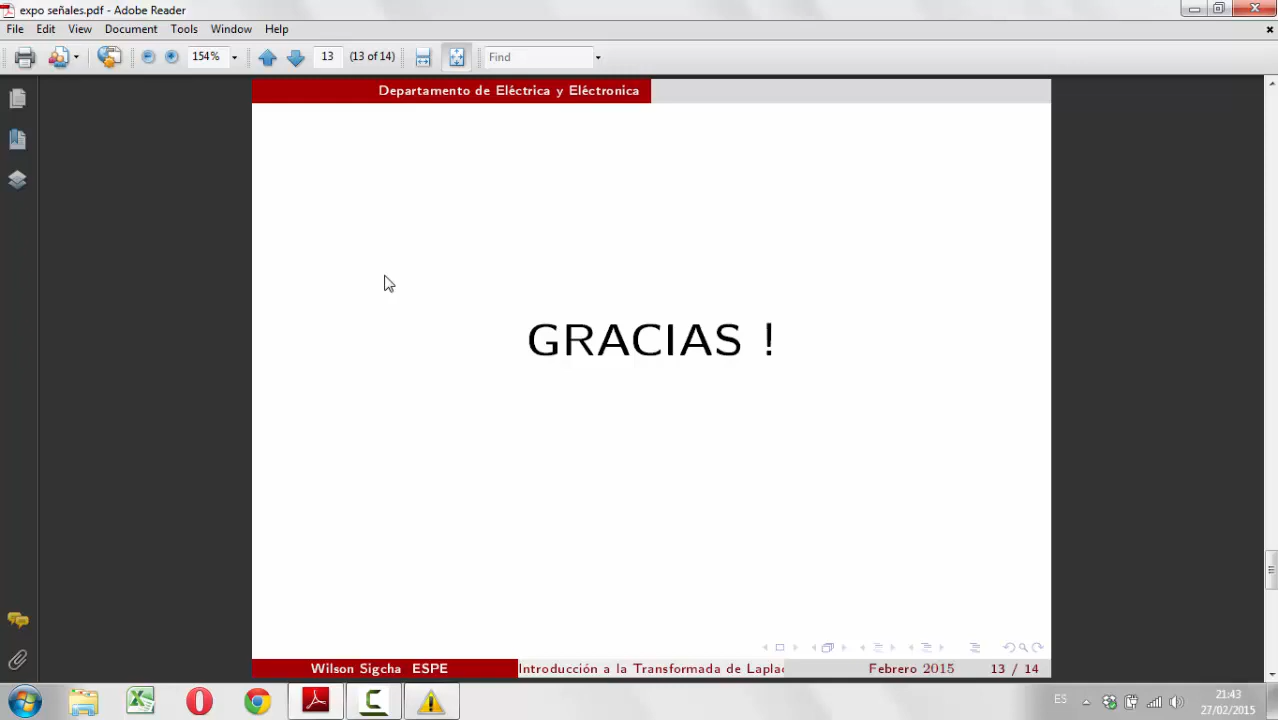 expo señales.pdf - Adobe Reader
File Edit View Document Tools Window Help
154% 13 (13 of 14) Find
Departamento de Eléctrica y Eléctronica
GRACIAS !
Wilson Sigcha ESPE Introducción a la Transformada de Laplac Febrero 2015 13 / 14
ES 21:43
27/02/2015